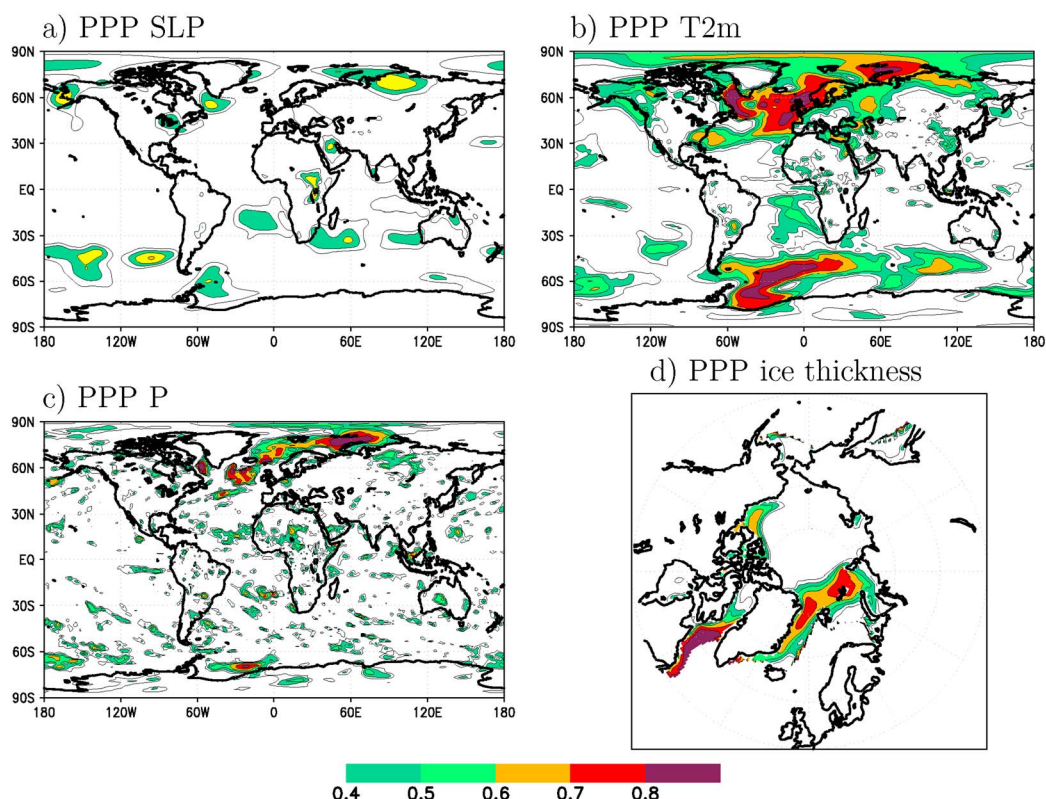 a) PPP SLP
90N
60N
30N
EQ
30S
60S
90S
180 120W 60W 0 60E 120E 180
b) PPP T2m
90N
60N
30N
EQ
30S
60S
90S
180 120W 60W 0 60E 120E 180
c) PPP P
90N
60N
30N
EQ
30S
60S
90S
180 120W 60W 0 60E 120E 180
d) PPP ice thickness
0.4 0.5 0.6 0.7 0.8